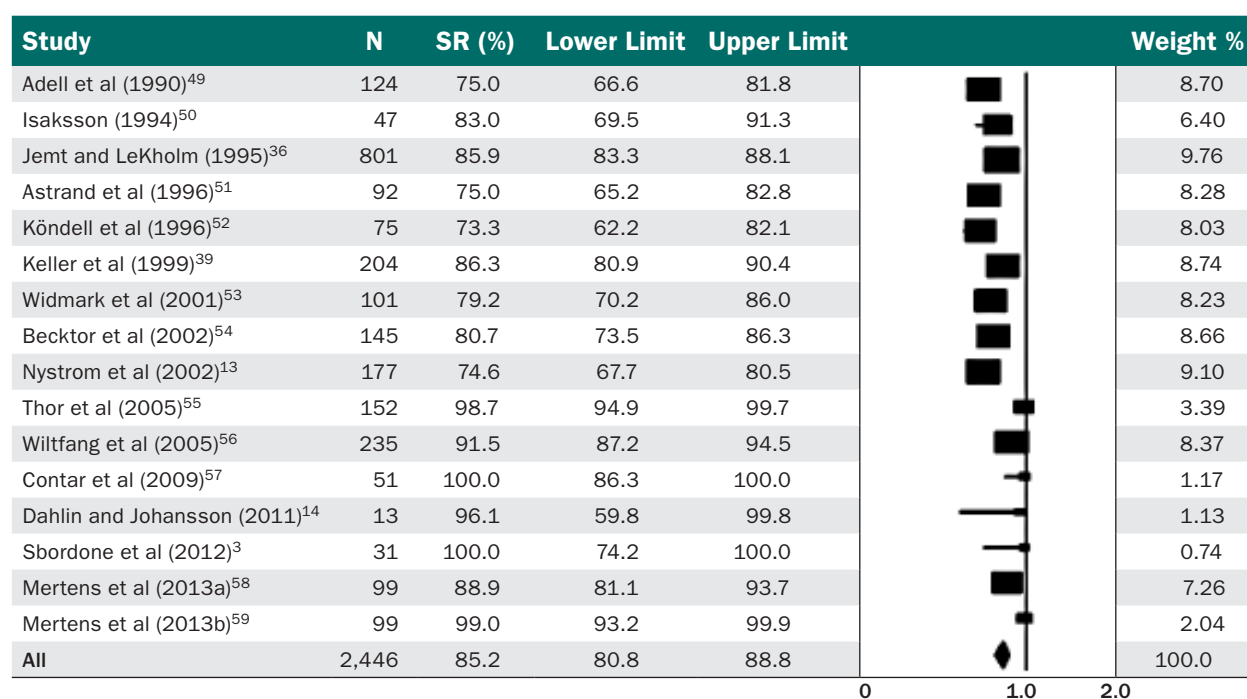 Study N SR (%) Lower Limit Upper Limit Weight %
Adell et al (1990)49 124 75.0 66.6 81.8 8.70
Isaksson (1994)50 47 83.0 69.5 91.3 6.40
Jemt and LeKholm (1995)36 801 85.9 83.3 88.1 9.76
Astrand et al (1996)51 92 75.0 65.2 82.8 8.28
Köndell et al (1996)52 75 73.3 62.2 82.1 8.03
Keller et al (1999)39 204 86.3 80.9 90.4 8.74
Widmark et al (2001)53 101 79.2 70.2 86.0 8.23
Becktor et al (2002)54 145 80.7 73.5 86.3 8.66
Nystrom et al (2002)13 177 74.6 67.7 80.5 9.10
Thor et al (2005)55 152 98.7 94.9 99.7 3.39
Wiltfang et al (2005)56 235 91.5 87.2 94.5 8.37
Contar et al (2009)57 51 100.0 86.3 100.0 1.17
Dahlin and Johansson (2011)14 13 96.1 59.8 99.8 1.13
Sbordone et al (2012)3 31 100.0 74.2 100.0 0.74
Mertens et al (2013a)58 99 88.9 81.1 93.7 7.26
Mertens et al (2013b)59 99 99.0 93.2 99.9 2.04
All 2,446 85.2 80.8 88.8 100.0
0 1.0 2.0